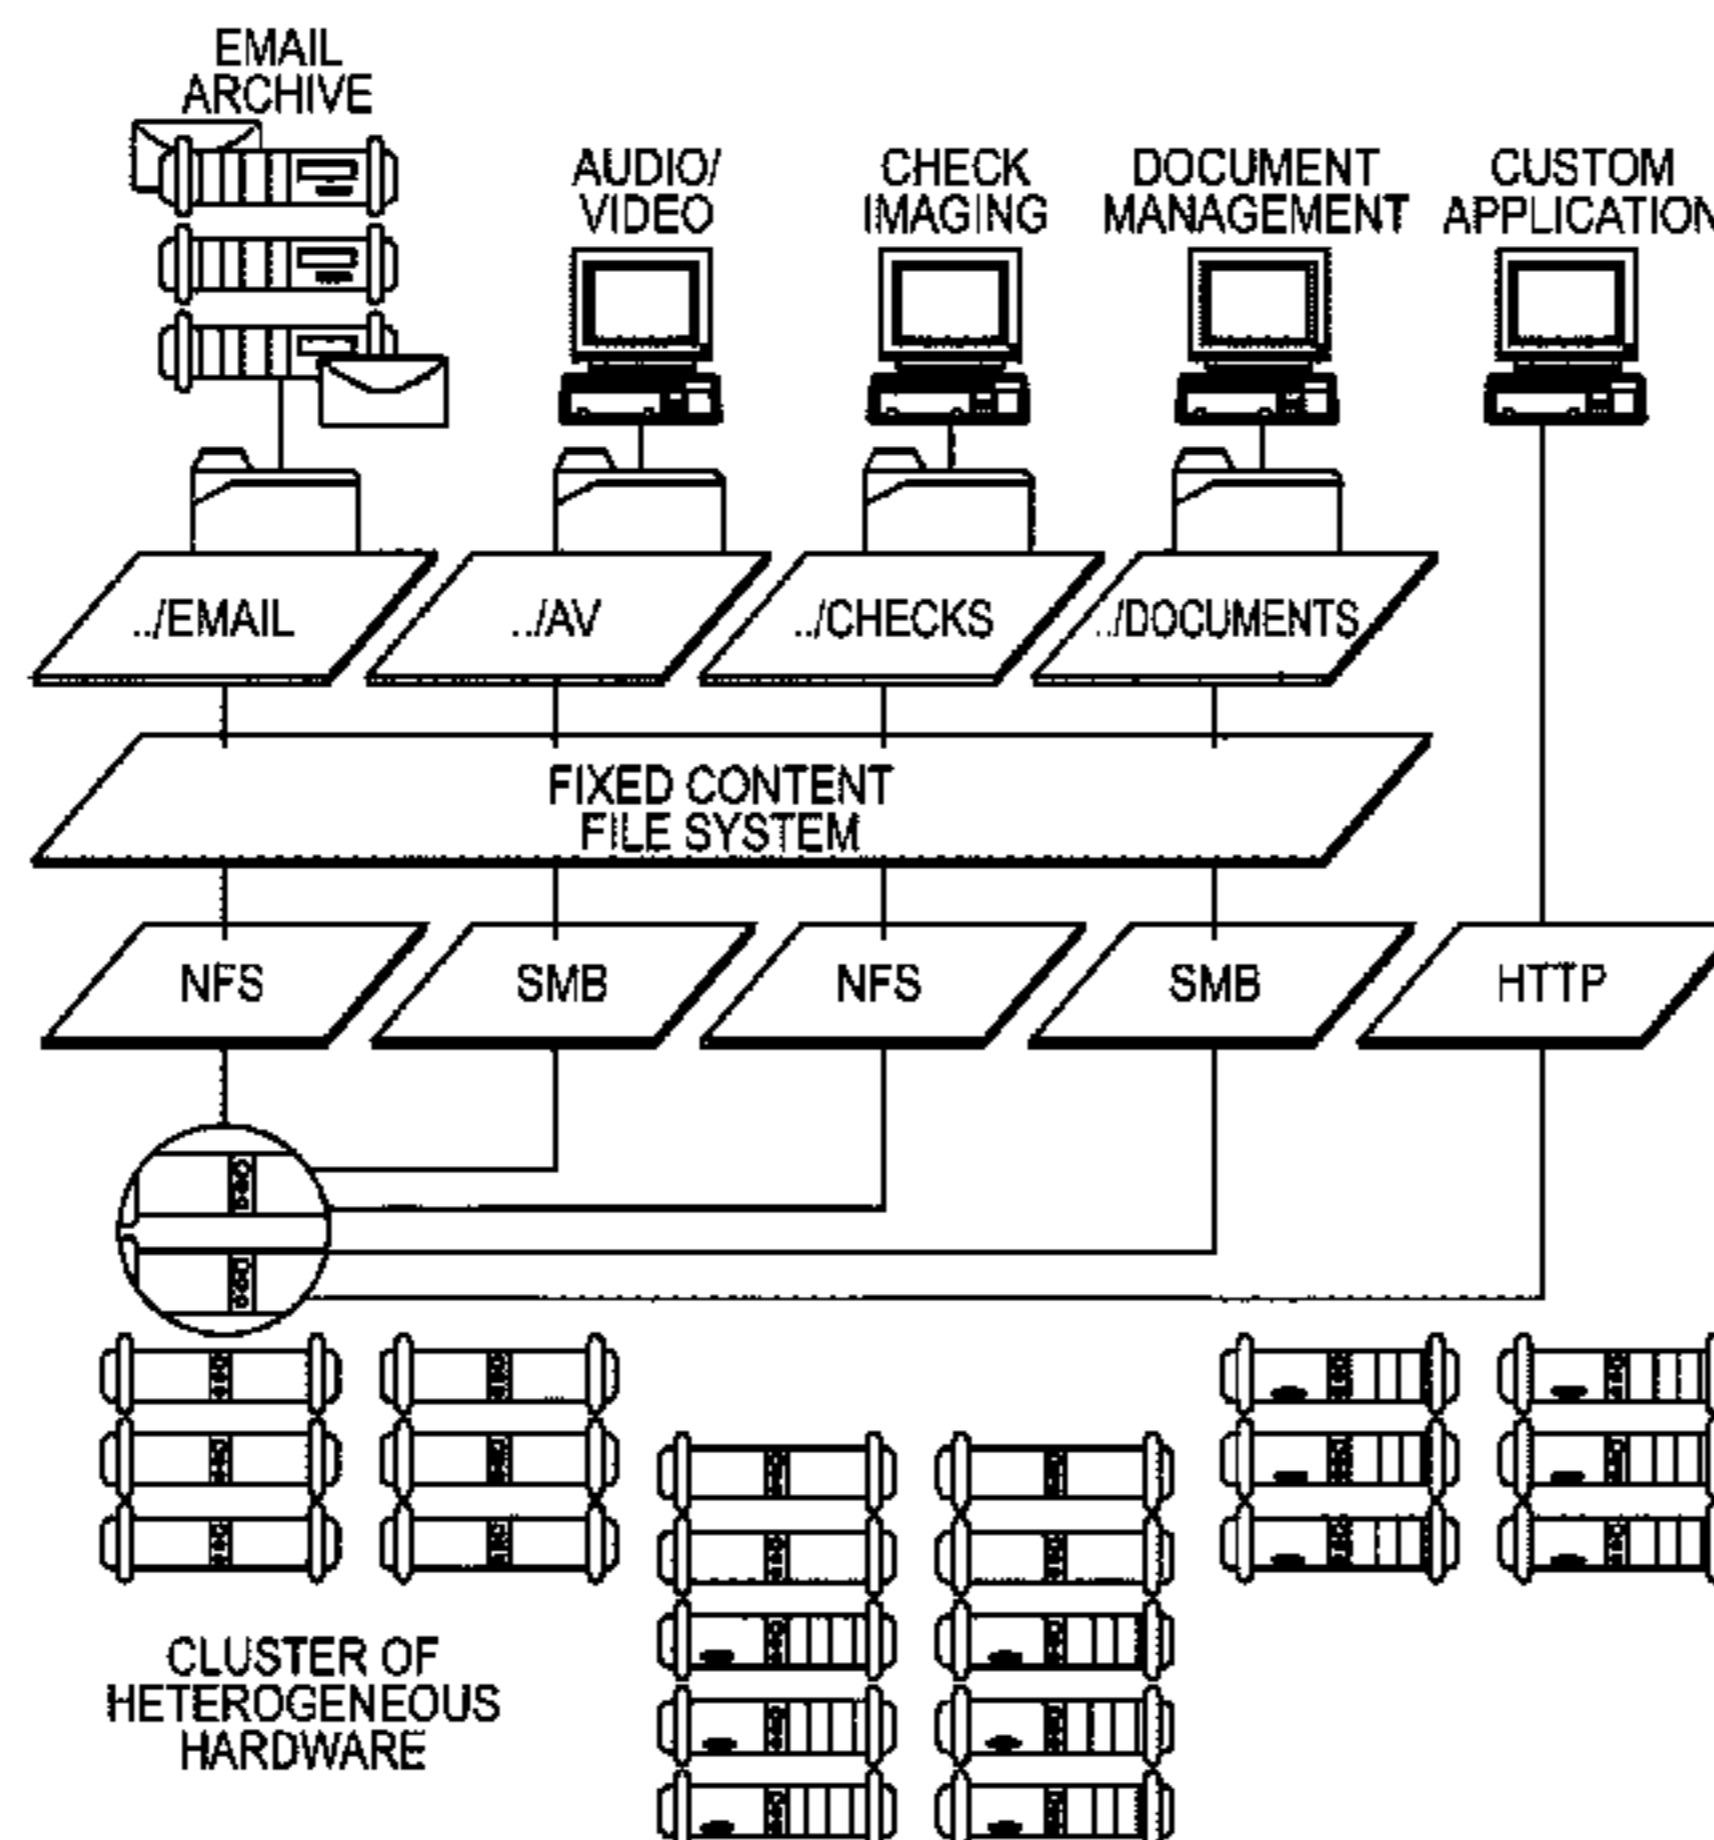 EMAIL
ARCHIVE
AUDIO/
VIDEO
CHECK
IMAGING
DOCUMENT
MANAGEMENT
CUSTOM
APPLICATION
../EMAIL
../AV
../CHECKS
../DOCUMENTS
FIXED CONTENT
FILE SYSTEM
NFS
SMB
NFS
SMB
HTTP
CLUSTER OF
HETEROGENEOUS
HARDWARE